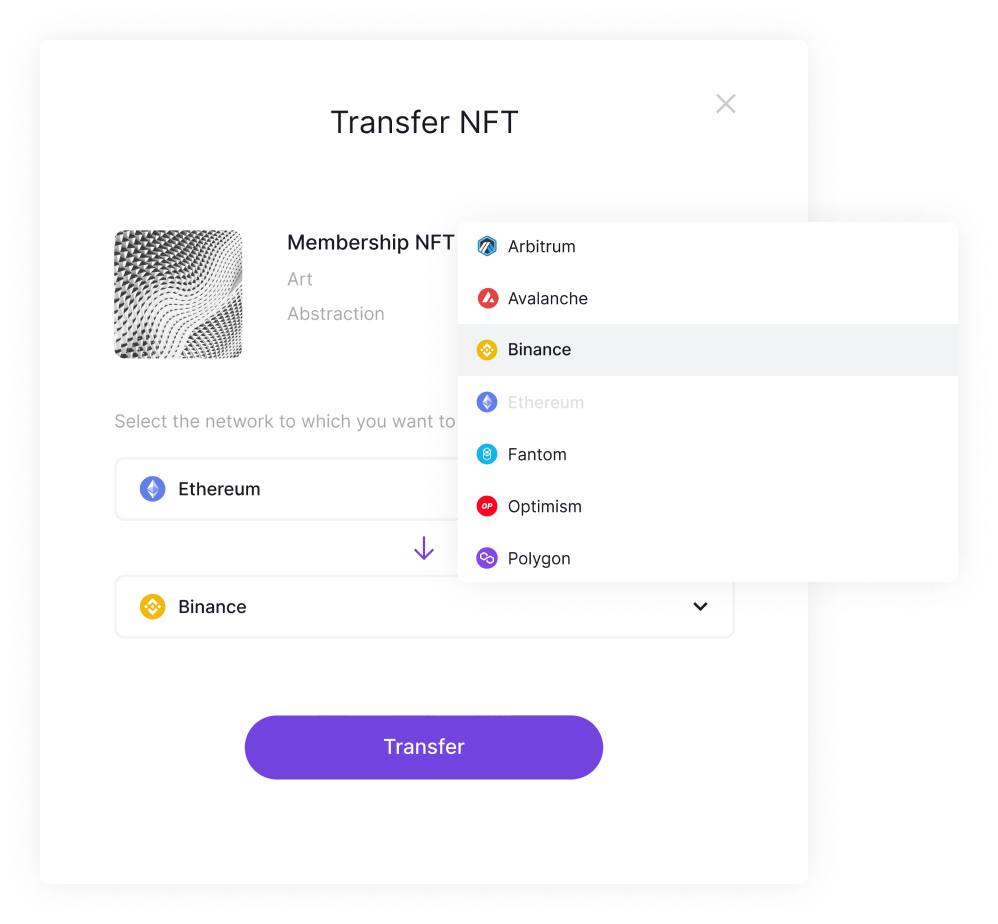 Transfer NFT
Membership NFT
Art
Abstraction
Select the network to which you want to
Ethereum
Binance
Transfer
Arbitrum
Avalanche
Binance
Ethereum
Fantom
OP Optimism
Polygon